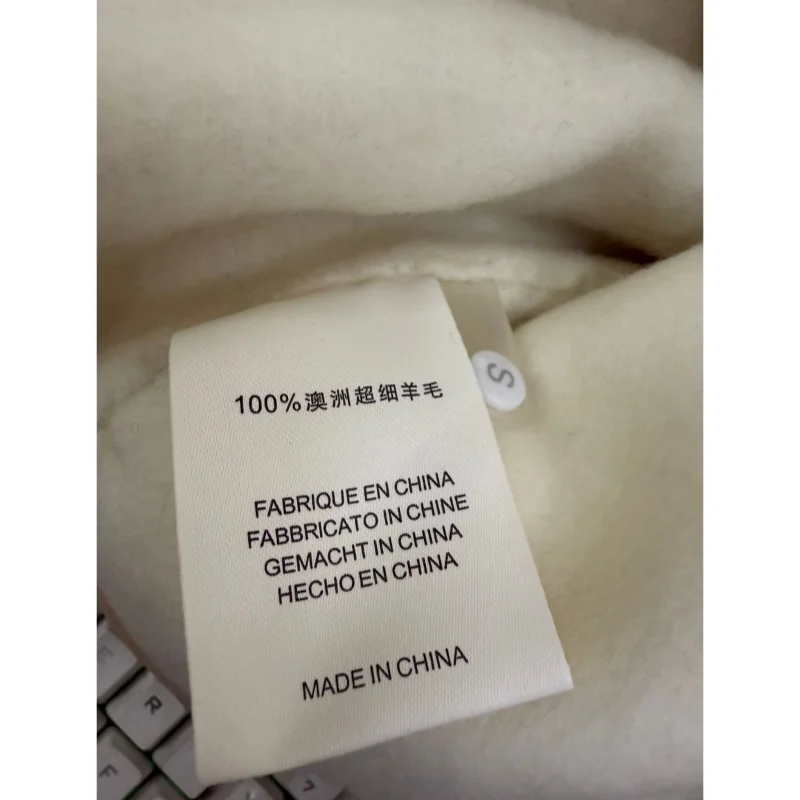 100%澳洲超细羊毛
S
FABRIQUE EN CHINA
FABBRICATO IN CHINE
GEMACHT IN CHINA
HECHO EN CHINA
MADE IN CHINA
R
F